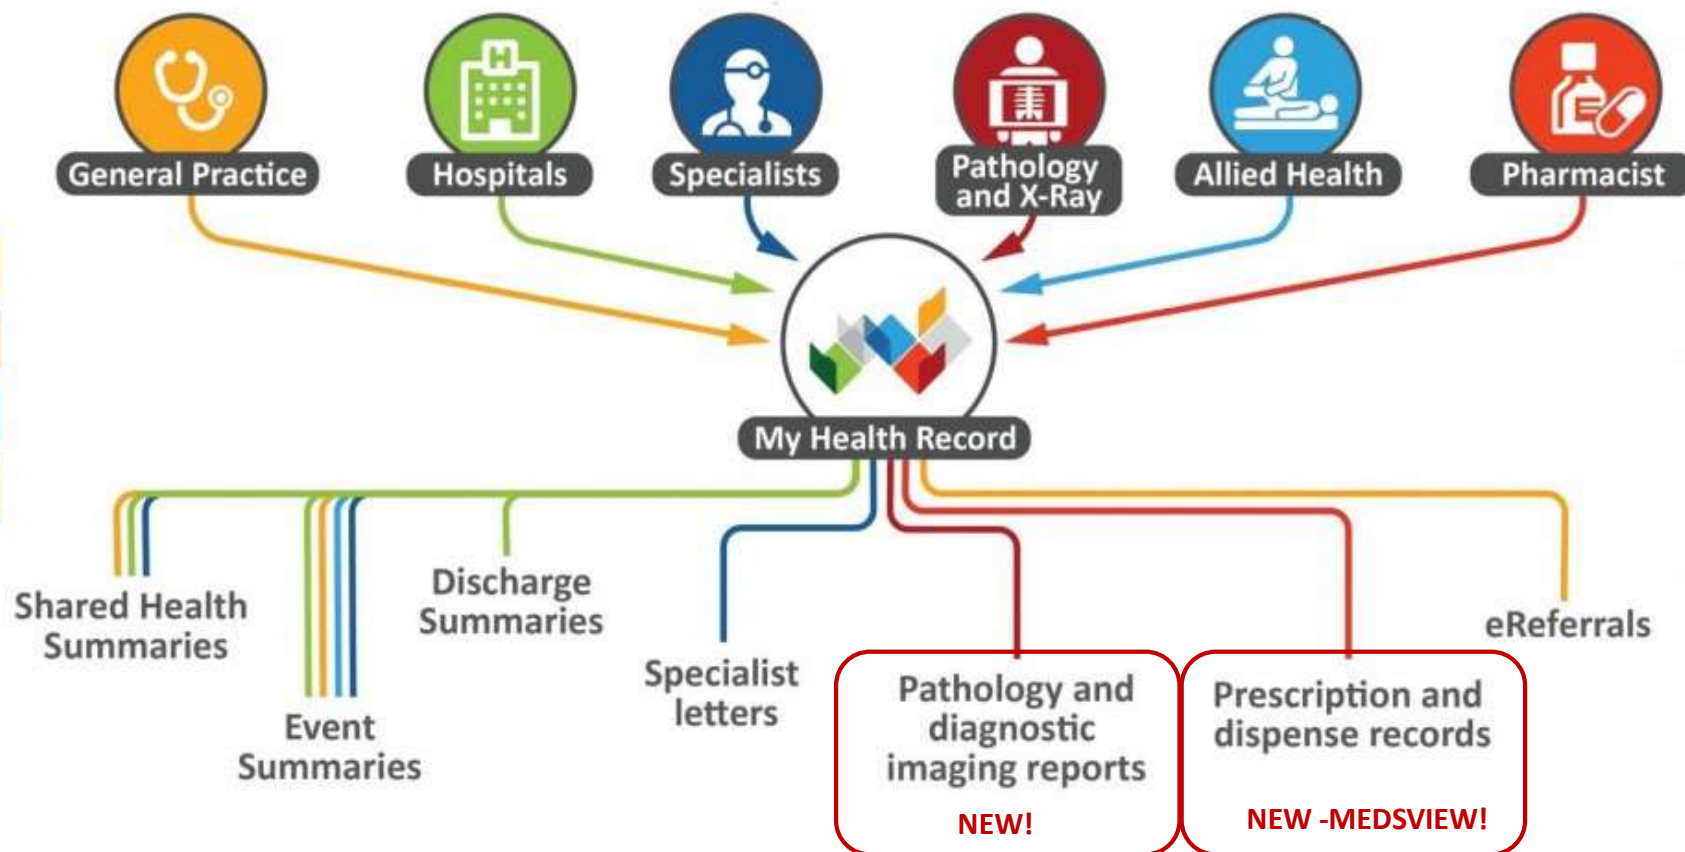 H
General Practice
Hospitals
Specialists
Pathology
and X-Ray
Allied Health
Pharmacist
My Health Record
Shared Health
Summaries
Event
Summaries
Discharge
Summaries
Specialist
letters
Pathology and
diagnostic
imaging reports
NEW!
Prescription and
dispense records
NEW -MEDSVIEW!
eReferrals